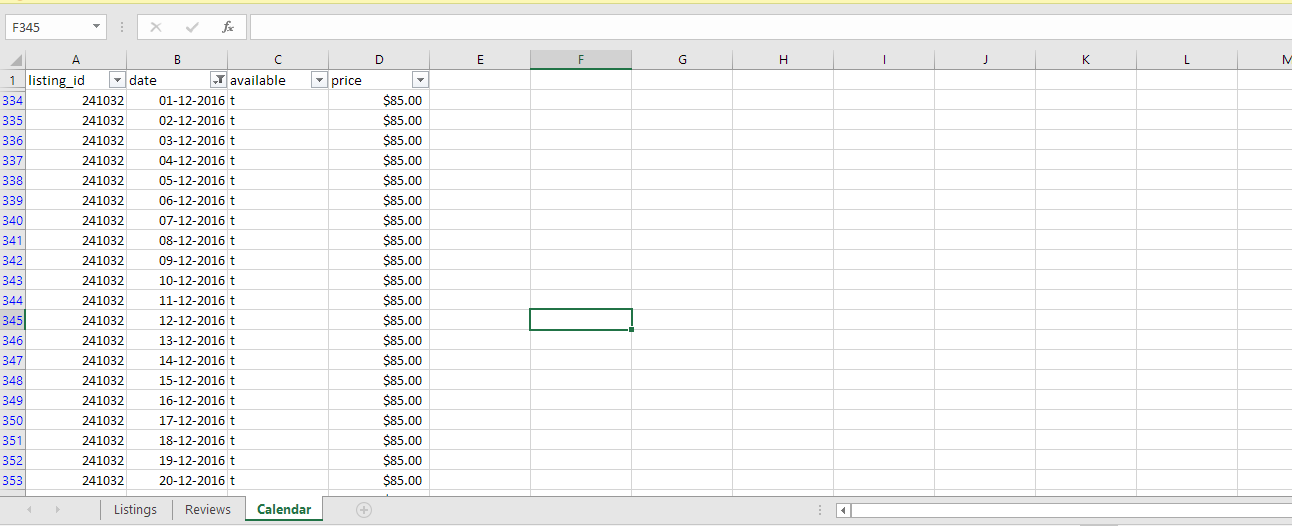 F345 fx
A B C D E F G H I J K L M
1 listing_id date available price
334 241032 01-12-2016 t $85.00
335 241032 02-12-2016 t $85.00
336 241032 03-12-2016 t $85.00
337 241032 04-12-2016 t $85.00
338 241032 05-12-2016 t $85.00
339 241032 06-12-2016 t $85.00
340 241032 07-12-2016 t $85.00
341 241032 08-12-2016 t $85.00
342 241032 09-12-2016 t $85.00
343 241032 10-12-2016 t $85.00
344 241032 11-12-2016 t $85.00
345 241032 12-12-2016 t $85.00
346 241032 13-12-2016 t $85.00
347 241032 14-12-2016 t $85.00
348 241032 15-12-2016 t $85.00
349 241032 16-12-2016 t $85.00
350 241032 17-12-2016 t $85.00
351 241032 18-12-2016 t $85.00
352 241032 19-12-2016 t $85.00
353 241032 20-12-2016 t $85.00
Listings Reviews Calendar